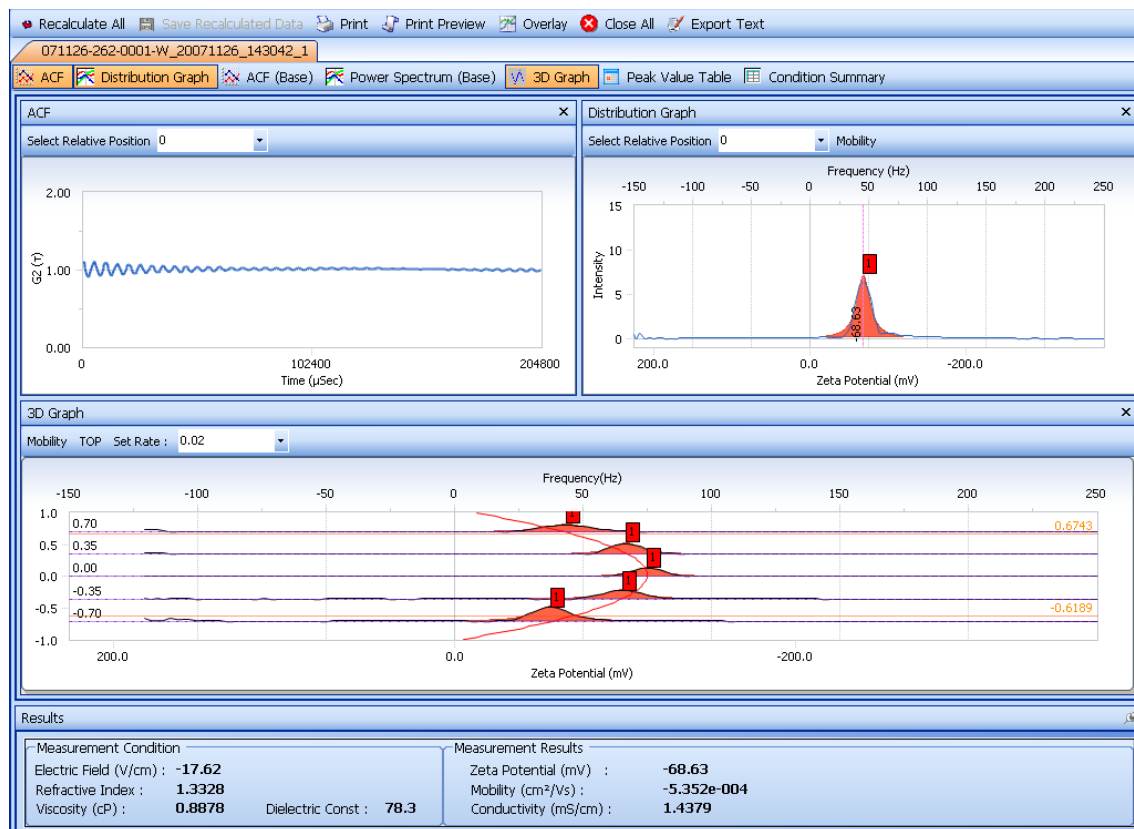 Recalculate All Save Recalculated Data Print Print Preview Overlay Close All Export Text
071126-262-0001-W_20071126_143042_1
ACF Distribution Graph ACF (Base) Power Spectrum (Base) 3D Graph Peak Value Table Condition Summary
ACF
Select Relative Position 0
2.00
1.00
0.00
G2 (τ)
0 102400 204800
Time (µSec)
Distribution Graph
Select Relative Position 0 Mobility
Frequency (Hz)
-150 -100 -50 0 50 100 150 200 250
15
10
5
0
Intensity
1
-68.63
200.0 0.0 -200.0
Zeta Potential (mV)
3D Graph
Mobility TOP Set Rate : 0.02
Frequency(Hz)
-150 -100 -50 0 50 100 150 200 250
1.0
0.70 1 0.6743
0.5 0.35 1
0.0 0.00 1
-0.35 1
-0.5 -0.70 1 -0.6189
-1.0
200.0 0.0 -200.0
Zeta Potential (mV)
Results
Measurement Condition
Electric Field (V/cm) : -17.62
Refractive Index : 1.3328
Viscosity (cP) : 0.8878 Dielectric Const : 78.3
Measurement Results
Zeta Potential (mV) : -68.63
Mobility (cm²/Vs) : -5.352e-004
Conductivity (mS/cm) : 1.4379